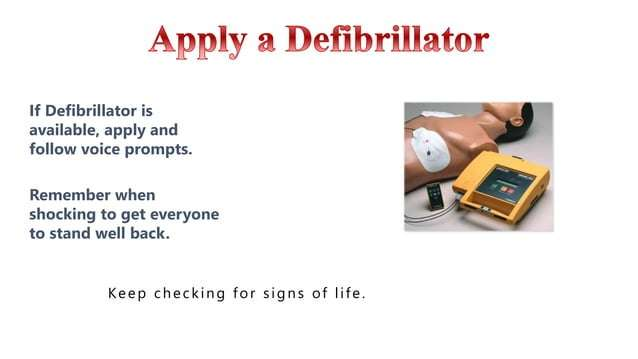 Apply a Defibrillator
If Defibrillator is
available, apply and
follow voice prompts.
Remember when
shocking to get everyone
to stand well back.
Keep checking for signs of life.